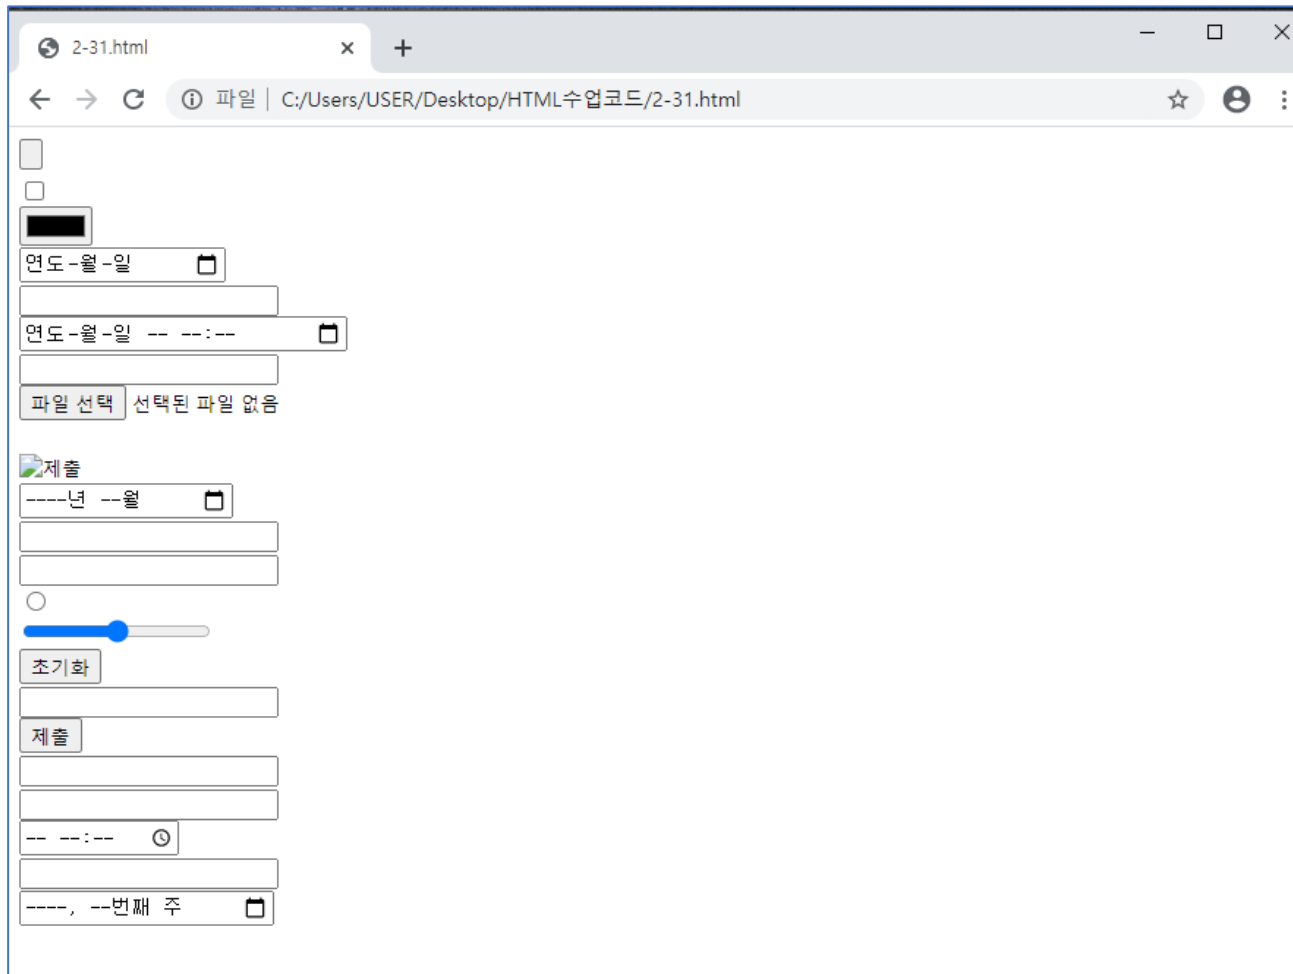 2-31.html
파일 | C:/Users/USER/Desktop/HTML수업코드/2-31.html
연도-월-일
연도-월-일 -- --:--
파일 선택 선택된 파일 없음
제출
----년 --월
초기화
제출
-- --:--
----, --번째 주